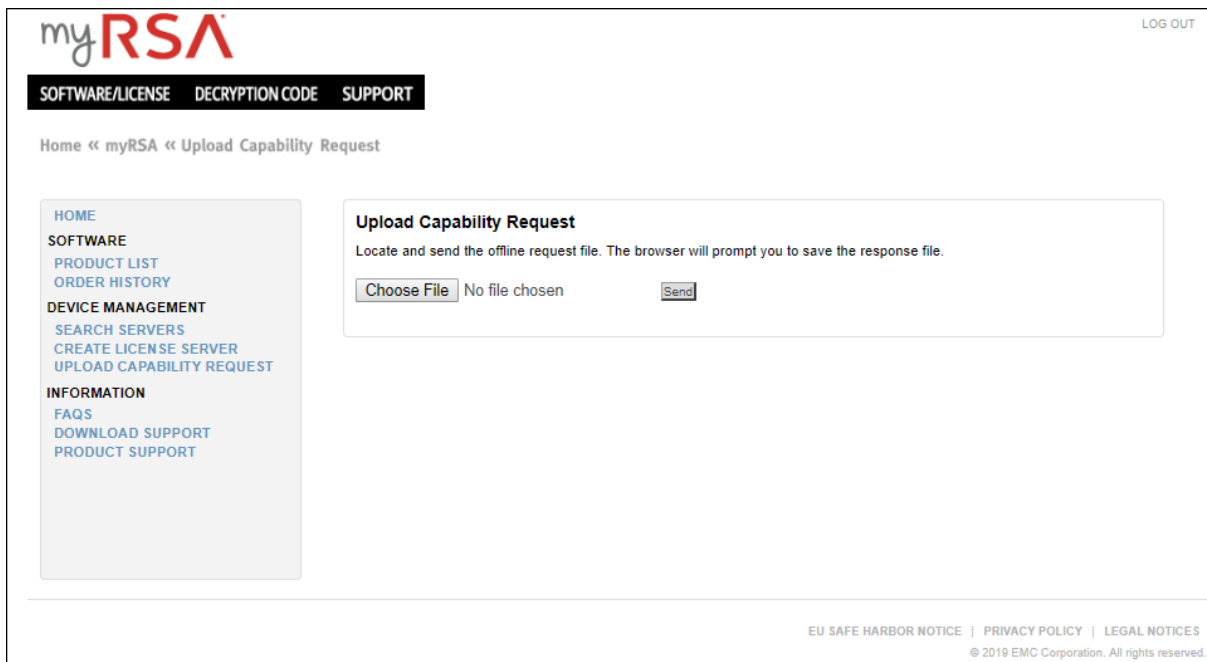 myRSA
LOG OUT
SOFTWARE/LICENSE DECRYPTION CODE SUPPORT
Home « myRSA « Upload Capability Request
HOME
SOFTWARE
PRODUCT LIST
ORDER HISTORY
DEVICE MANAGEMENT
SEARCH SERVERS
CREATE LICENSE SERVER
UPLOAD CAPABILITY REQUEST
INFORMATION
FAQS
DOWNLOAD SUPPORT
PRODUCT SUPPORT
Upload Capability Request
Locate and send the offline request file. The browser will prompt you to save the response file.
Choose File No file chosen Send
EU SAFE HARBOR NOTICE | PRIVACY POLICY | LEGAL NOTICES
© 2019 EMC Corporation. All rights reserved.